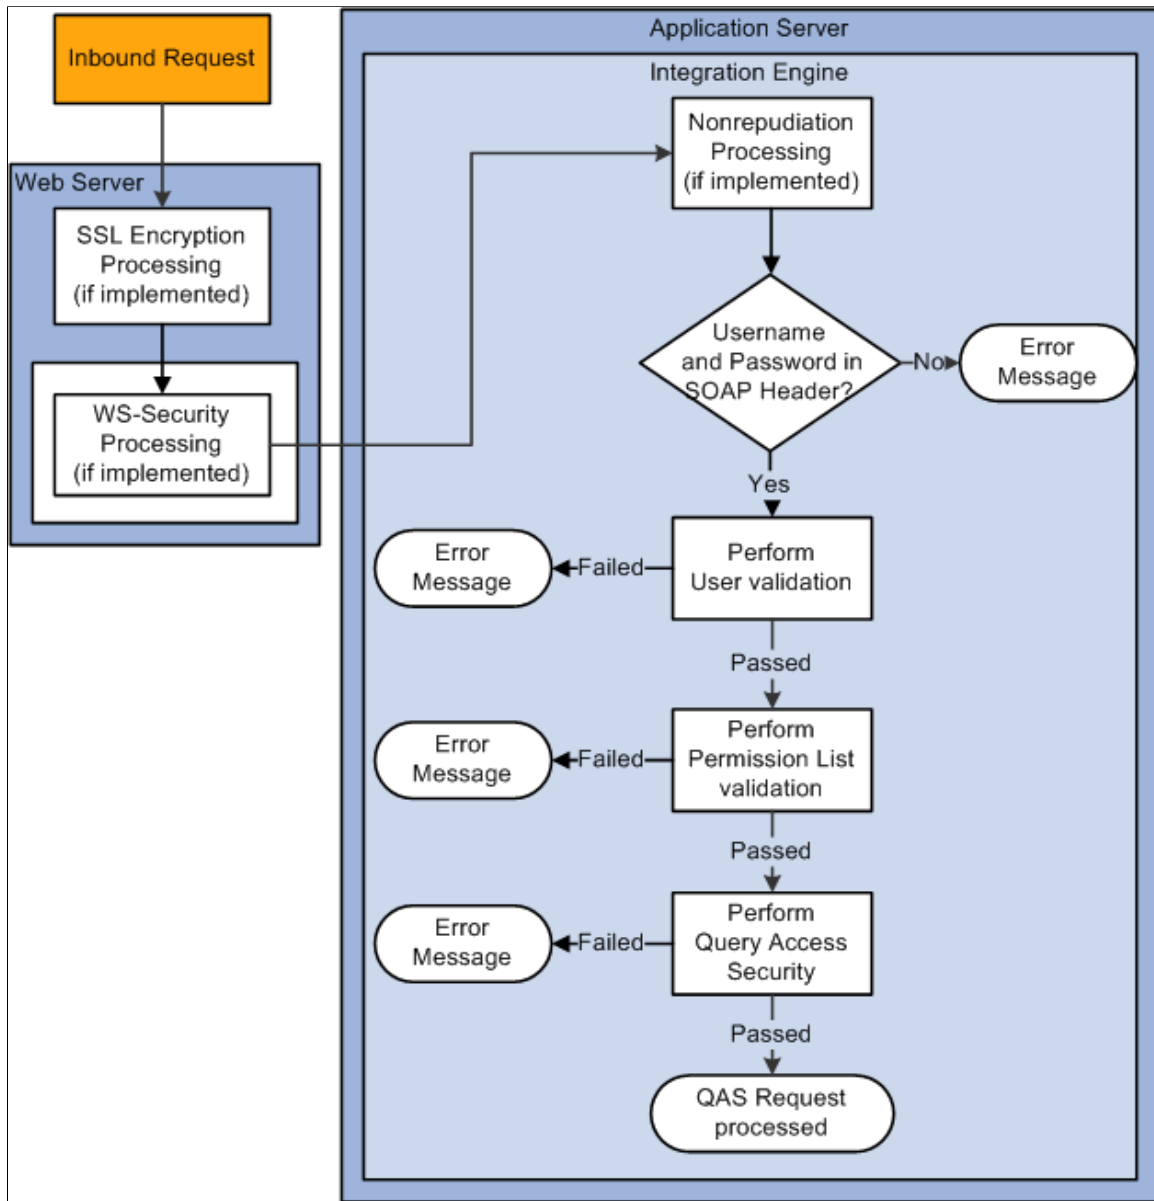 Inbound Request
Web Server
SSL Encryption
Processing
(if implemented)
WS-Security
Processing
(if implemented)
Application Server
Integration Engine
Nonrepudiation
Processing
(if implemented)
Username
and Password in
SOAP Header?
No
Error
Message
Yes
Perform
User validation
Failed
Error
Message
Passed
Perform
Permission List
validation
Failed
Error
Message
Passed
Perform
Query Access
Security
Failed
Error
Message
Passed
QAS Request
processed